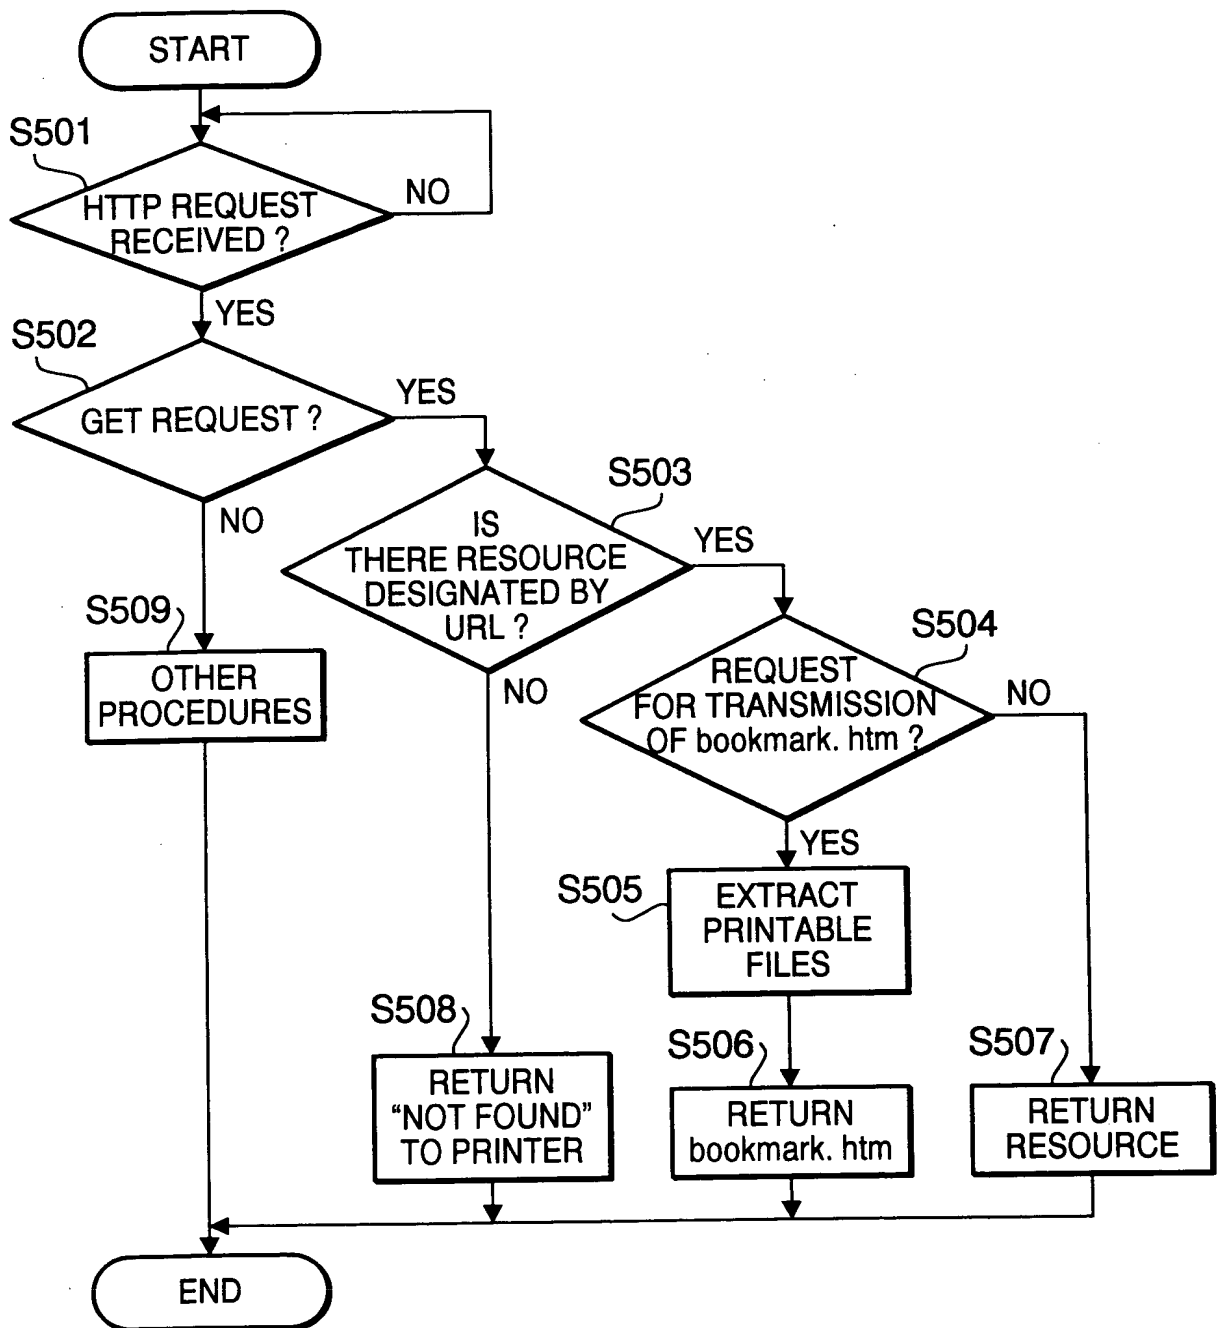 START
S501
HTTP REQUEST
RECEIVED ?
NO
YES
S502
GET REQUEST ?
YES
NO
S503
IS
THERE RESOURCE
DESIGNATED BY
URL ?
YES
NO
S509
OTHER
PROCEDURES
S504
REQUEST
FOR TRANSMISSION
OF bookmark. htm ?
NO
YES
S505
EXTRACT
PRINTABLE
FILES
S508
RETURN
“NOT FOUND”
TO PRINTER
S506
RETURN
bookmark. htm
S507
RETURN
RESOURCE
END